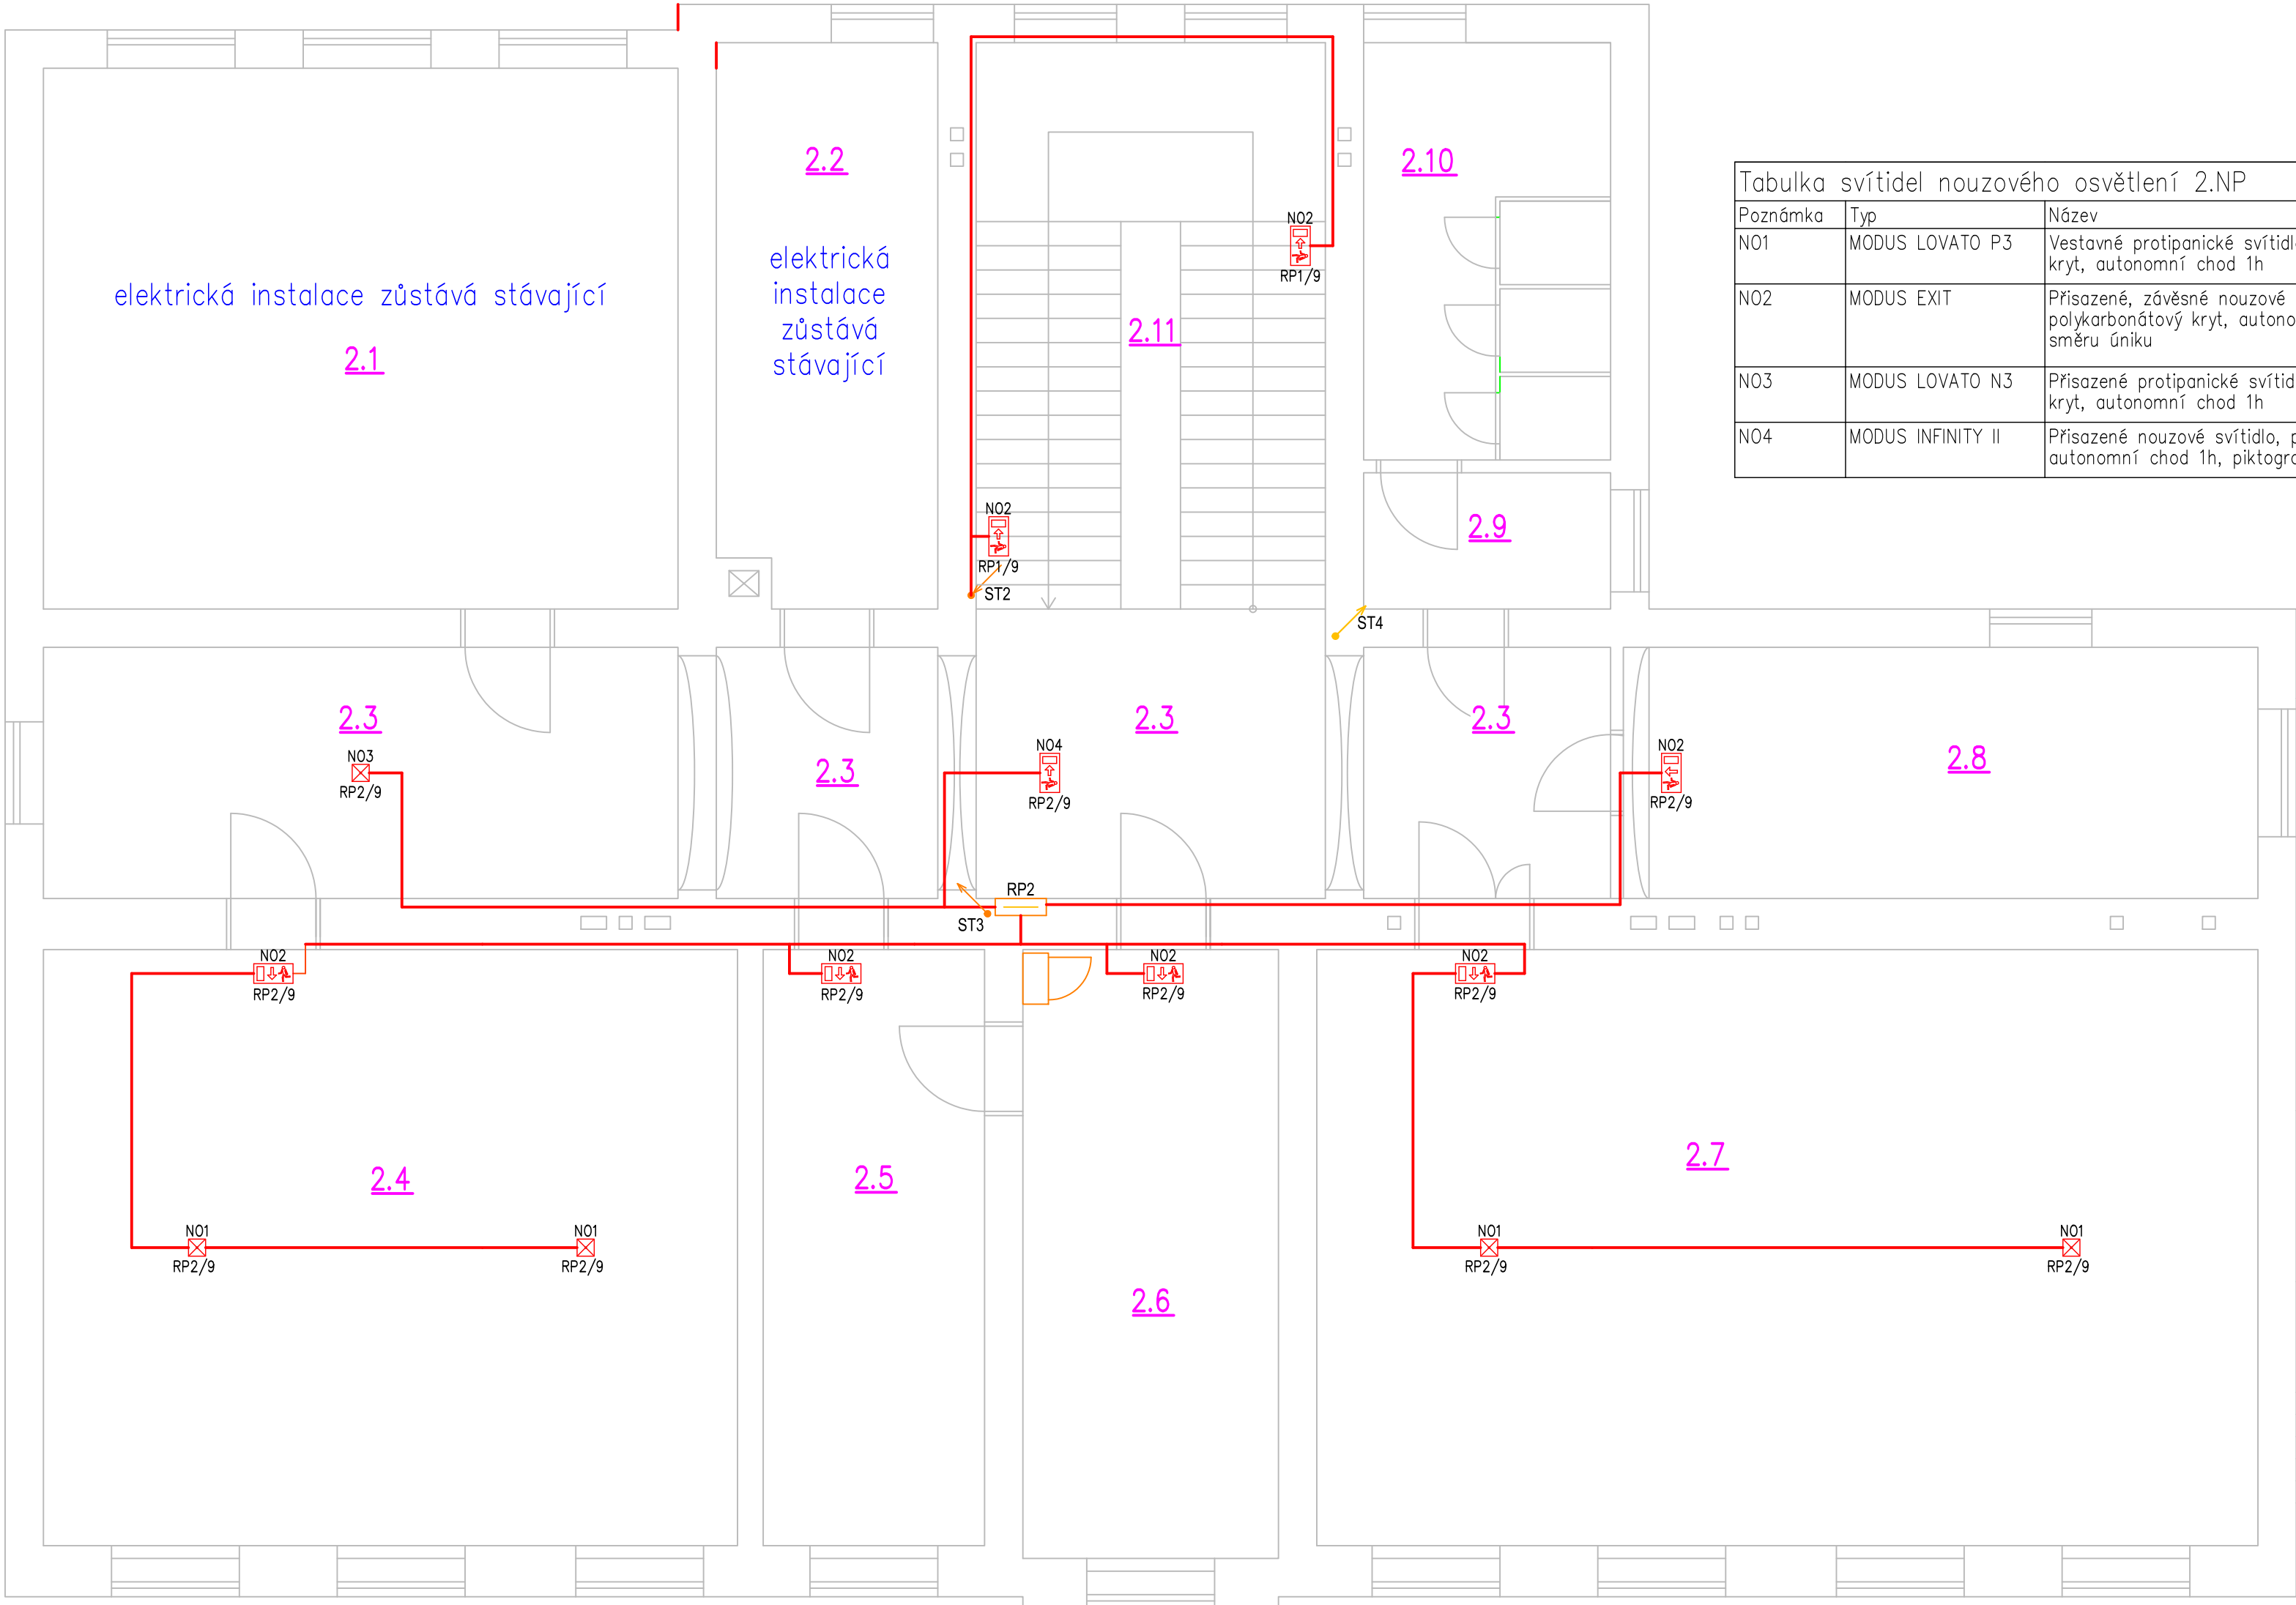 2.2
2.10
Tabulka svítidel nouzového osvětlení 2.NP
Poznámka Typ Název
NO1 MODUS LOVATO P3 Vestavné protipanické
kryt, autonomní chod 1h
NO2 MODUS EXIT Přisazené, závěsné nouzové
polykarbonátový kryt,
směru úniku
NO3 MODUS LOVATO N3 Přisazené protipanické
kryt, autonomní chod 1h
NO4 MODUS INFINITY II Přisazené nouzové svítidlo,
autonomní chod 1h,
elektrická instalace zůstává stávající
2.1
elektrická
instalace
zůstává
stávající
NO2
RP1/9
2.11
NO2
RP1/9
ST2
2.9
ST4
2.3
NO3
RP2/9
2.3
2.3
NO4
RP2/9
2.3
NO2
RP2/9
2.8
RP2
ST3
NO2
RP2/9
NO2
RP2/9
NO2
RP2/9
NO2
RP2/9
2.4
2.5
2.7
NO1
RP2/9
NO1
RP2/9
2.6
NO1
RP2/9
NO1
RP2/9